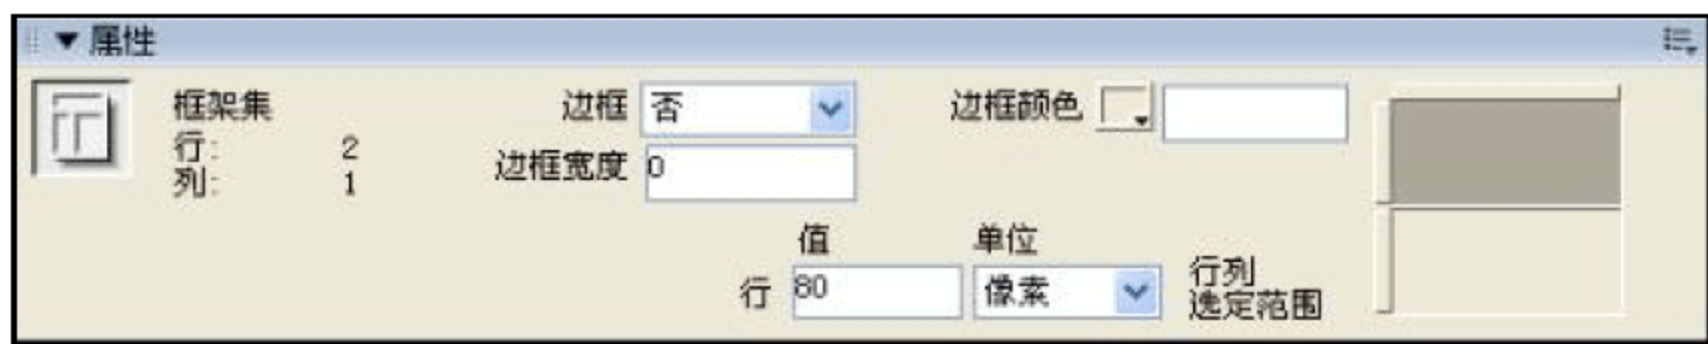 属性
框架集 边框 否 边框颜色
行: 2
列: 1 边框宽度 0
值 单位
行 80 像素 行列
选定范围